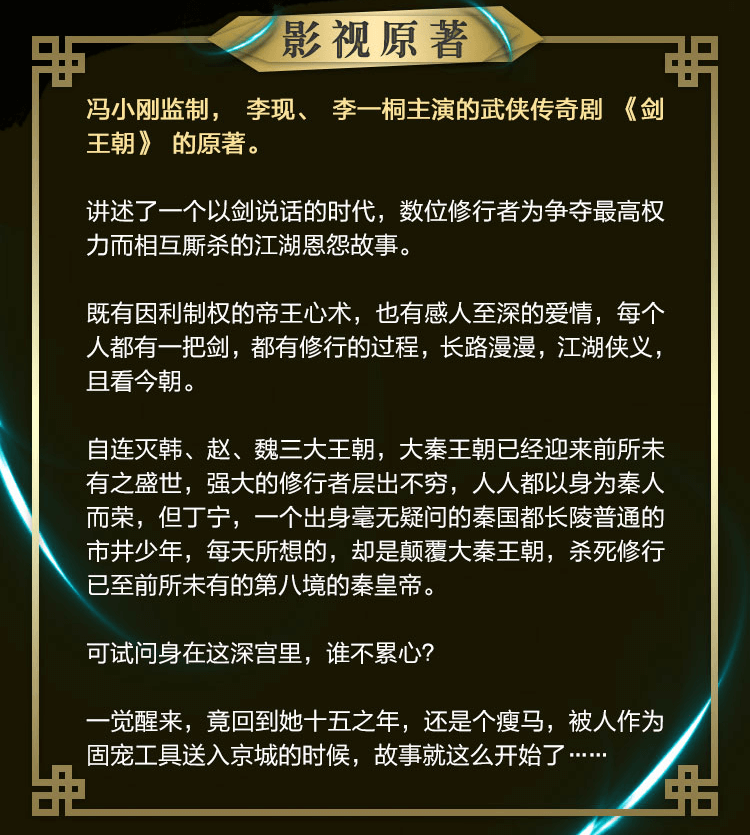 影视原著
冯小刚监制， 李现、 李一桐主演的武侠传奇剧 《剑
王朝》 的原著。
讲述了一个以剑说话的时代，数位修行者为争夺最高权
力而相互厮杀的江湖恩怨故事。
既有因利制权的帝王心术，也有感人至深的爱情，每个
人都有一把剑，都有修行的过程，长路漫漫，江湖侠义，
且看今朝。
自连灭韩、赵、魏三大王朝，大秦王朝已经迎来前所未
有之盛世，强大的修行者层出不穷，人人都以身为秦人
而荣，但丁宁，一个出身毫无疑问的秦国都长陵普通的
市井少年，每天所想的，却是颠覆大秦王朝，杀死修行
已至前所未有的第八境的秦皇帝。
可试问身在这深宫里，谁不累心？
一觉醒来，竟回到她十五之年，还是个瘦马，被人作为
固宠工具送入京城的时候，故事就这么开始了……